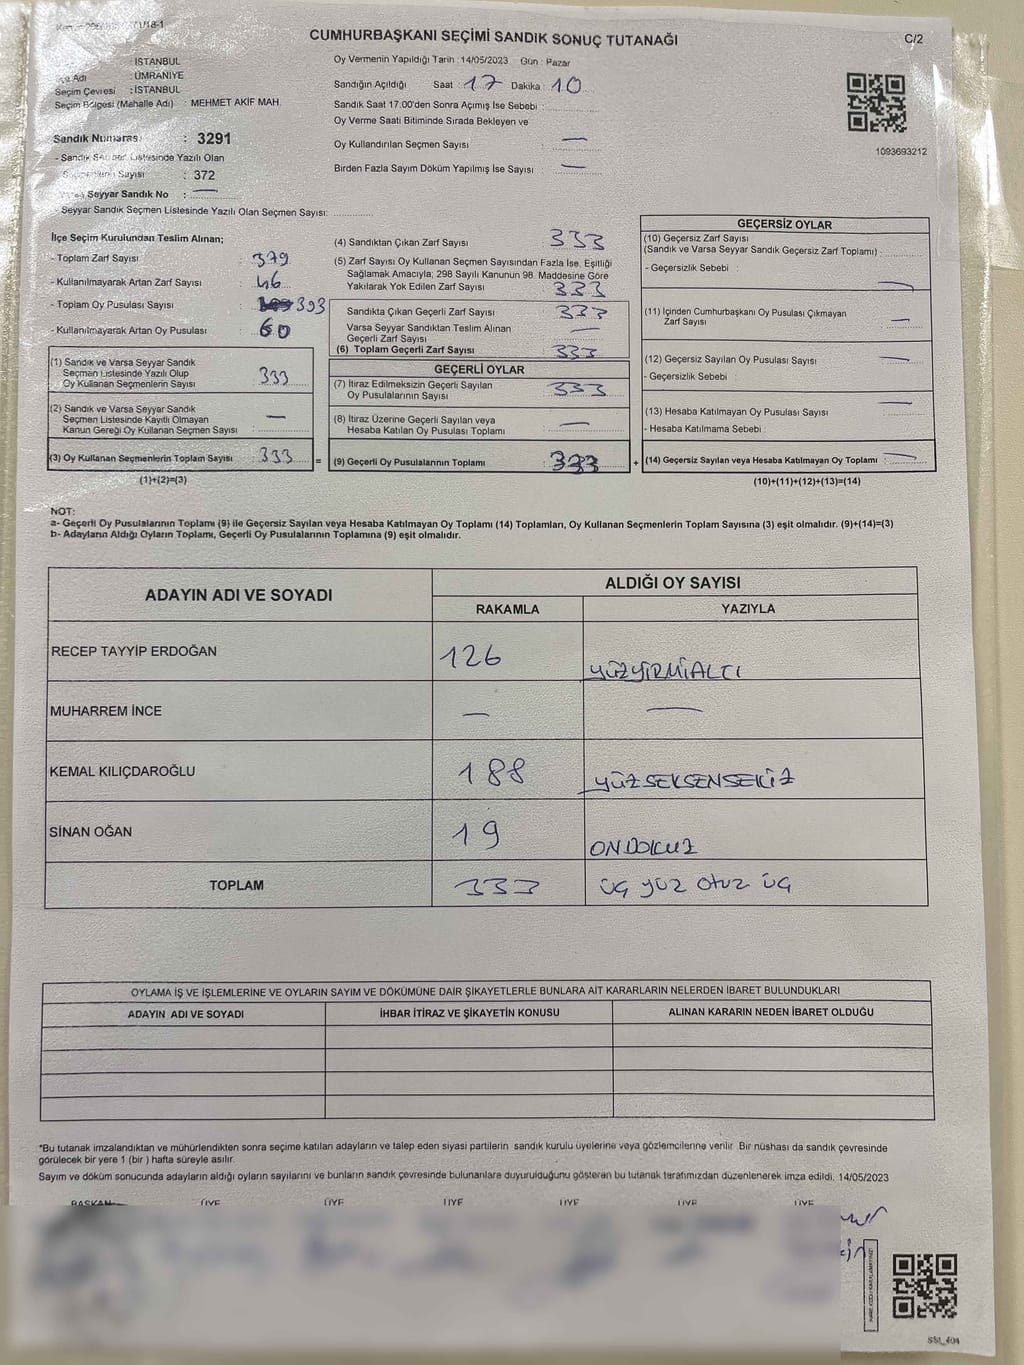 CUMHURBAŞKANI SEÇİMİ SANDIK SONUÇ TUTANAĞI
C/2
İSTANBUL
Adı : ÜMRANİYE
Seçim Çevresi : İSTANBUL
Seçim Bölgesi (Mahalle Adı) : MEHMET AKİF MAH.
Sandık Numarası : 3291
- Sandık Seçmen Listesinde Yazılı Olan
Sayısı : 372
Seyyar Sandık No : —
Seyyar Sandık Seçmen Listesinde Yazılı Olan Seçmen Sayısı:
Oy Vermenin Yapıldığı Tarih : 14/05/2023 Gün : Pazar
Sandığın Açıldığı Saat : 17 Dakika : 10
Sandık Saat 17:00'den Sonra Açımış İse Sebebi :
Oy Verme Saati Bitiminde Sırada Bekleyen ve
Oy Kullandırılan Seçmen Sayısı : —
Birden Fazla Sayım Döküm Yapılmış İse Sayısı : —
1093693212
İlçe Seçim Kurulundan Teslim Alınan;
- Toplam Zarf Sayısı : 379
- Kullanılmayarak Artan Zarf Sayısı : 46
- Toplam Oy Pusulası Sayısı : 393
- Kullanılmayarak Artan Oy Pusulası : 60
(1) Sandık ve Varsa Seyyar Sandık
Seçmen Listesinde Yazılı Olup
Oy Kullanan Seçmenlerin Sayısı : 333
(2) Sandık ve Varsa Seyyar Sandık
Seçmen Listesinde Kayıtlı Olmayan
Kanun Gereği Oy Kullanan Seçmen Sayısı : —
(3) Oy Kullanan Seçmenlerin Toplam Sayısı : 333 =
(1)+(2)=(3)
(4) Sandıktan Çıkan Zarf Sayısı 333
(5) Zarf Sayısı Oy Kullanan Seçmen Sayısından Fazla İse, Eşitliği
Sağlamak Amacıyla; 298 Sayılı Kanunun 98. Maddesine Göre
Yakılarak Yok Edilen Zarf Sayısı : 333
Sandıkta Çıkan Geçerli Zarf Sayısı : 333
Varsa Seyyar Sandıktan Teslim Alınan
Geçerli Zarf Sayısı : —
(6) Toplam Geçerli Zarf Sayısı : 333
GEÇERLİ OYLAR
(7) İtiraz Edilmeksizin Geçerli Sayılan
Oy Pusulalarının Sayısı : 333
(8) İtiraz Üzerine Geçerli Sayılan veya
Hesaba Katılan Oy Pusulası Toplamı : —
(9) Geçerli Oy Pusulalarının Toplamı : 333 +
GEÇERSİZ OYLAR
(10) Geçersiz Zarf Sayısı
(Sandık ve Varsa Seyyar Sandık Geçersiz Zarf Toplamı) :
- Geçersizlik Sebebi :
—
(11) İçinden Cumhurbaşkanı Oy Pusulası Çıkmayan
Zarf Sayısı : —
(12) Geçersiz Sayılan Oy Pusulası Sayısı : —
- Geçersizlik Sebebi :
(13) Hesaba Katılmayan Oy Pusulası Sayısı : —
- Hesaba Katılmama Sebebi :
(14) Geçersiz Sayılan veya Hesaba Katılmayan Oy Toplamı : —
(10)+(11)+(12)+(13)=(14)
NOT:
a- Geçerli Oy Pusulalarının Toplamı (9) ile Geçersiz Sayılan veya Hesaba Katılmayan Oy Toplamı (14) Toplamları, Oy Kullanan Seçmenlerin Toplam Sayısına (3) eşit olmalıdır. (9)+(14)=(3)
b- Adayların Aldığı Oyların Toplamı, Geçerli Oy Pusulalarının Toplamına (9) eşit olmalıdır.
ADAYIN ADI VE SOYADI
ALDIĞI OY SAYISI
RAKAMLA YAZIYLA
RECEP TAYYİP ERDOĞAN 126 YÜZYİRMİALTI
MUHARREM İNCE — —
KEMAL KILIÇDAROĞLU 188 YÜZSEKSENSEKİZ
SİNAN OĞAN 19 ONDOKUZ
TOPLAM 333 üç yüz otuz üç
OYLAMA İŞ VE İŞLEMLERİNE VE OYLARIN SAYIM VE DÖKÜMÜNE DAİR ŞİKAYETLERLE BUNLARA AİT KARARLARIN NELERDEN İBARET BULUNDUKLARI
ADAYIN ADI VE SOYADI İHBAR İTİRAZ VE ŞİKAYETİN KONUSU ALINAN KARARIN NEDEN İBARET OLDUĞU
*Bu tutanak imzalandıktan ve mühürlendikten sonra seçime katılan adayların ve talep eden siyasi partilerin sandık kurulu üyelerine veya gözlemcilerine verilir. Bir nüshası da sandık çevresinde
görülecek bir yere 1 (bir ) hafta süreyle asılır.
Sayım ve döküm sonucunda adayların aldığı oyların sayılarını ve bunların sandık çevresinde bulunanlara duyurulduğunu gösteren bu tutanak tarafımızdan düzenlenerek imza edildi. 14/05/2023
BAŞKAN ÜYE ÜYE ÜYE ÜYE ÜYE ÜYE